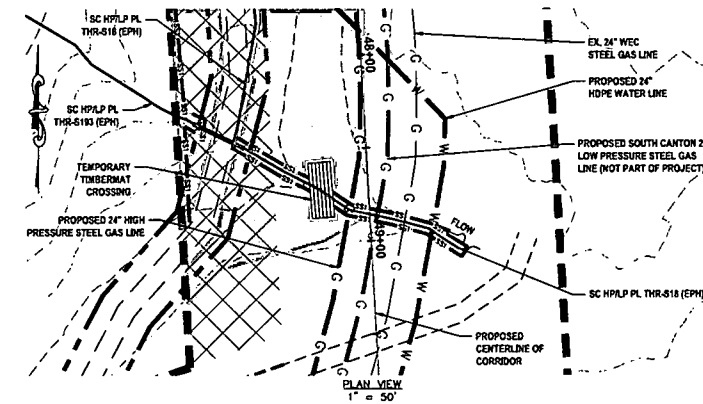 SC HP/LP PL
THR-S18 (EPH)
SC HP/LP PL
THR-S193 (EPH)
TEMPORARY
TIMBERMAT
CROSSING
PROPOSED 24" HIGH
PRESSURE STEEL GAS LINE
48+00
49+00
EX. 24" WEC
STEEL GAS LINE
PROPOSED 24"
HDPE WATER LINE
PROPOSED SOUTH CANTON 2
LOW PRESSURE STEEL GAS
LINE (NOT PART OF PROJECT)
FLOW
SC HP/LP PL THR-S18 (EPH)
PROPOSED
CENTERLINE OF
CORRIDOR
G
G
G
G
G
G
G
G
G
W
W
W
W
W
PLAN VIEW
1" = 50'